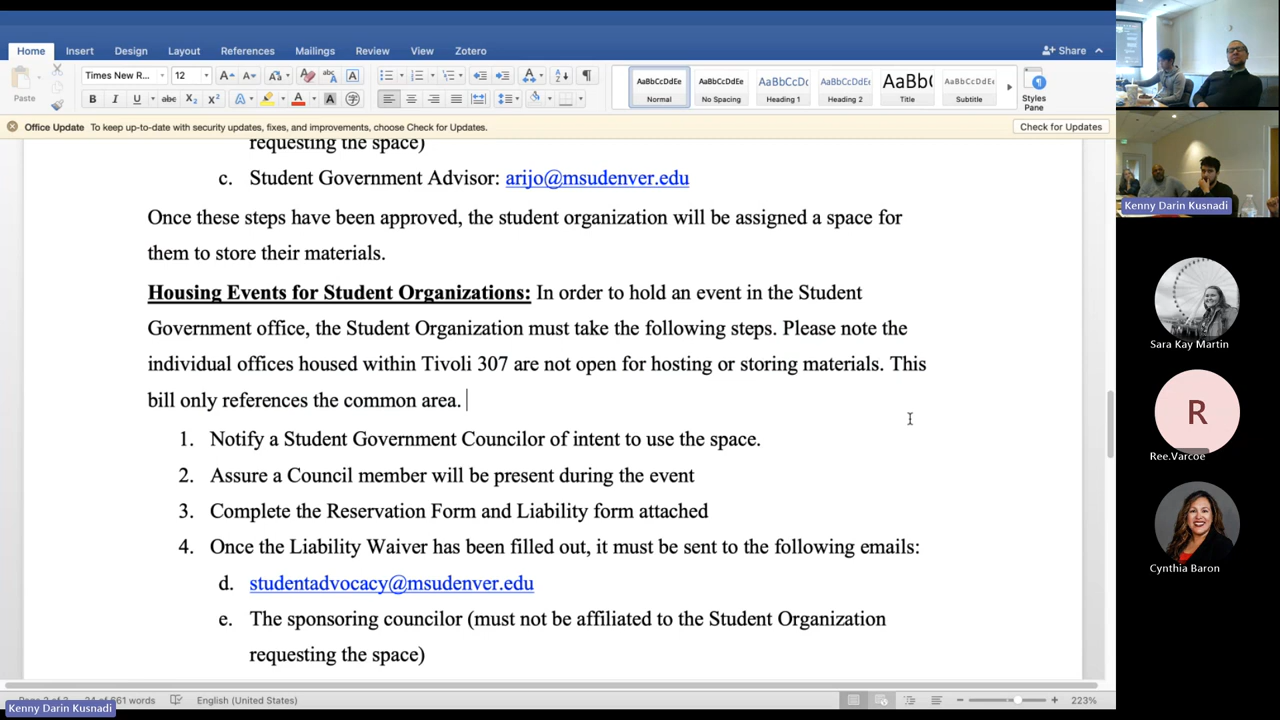 Home Insert Design Layout References Mailings Review View Zotero
Share
Times New R... 12
AaBbCcDdEe AaBbCcDdEe AaBbCcDc AaBbCcDdEe AaBb( AaBbCcDdEe
Paste
Normal No Spacing Heading 1 Heading 2 Title Subtitle
Styles Pane
Office Update To keep up-to-date with security updates, fixes, and improvements, choose Check for Updates.
Check for Updates
requesting the space)
c. Student Government Advisor: arijo@msudenver.edu
Once these steps have been approved, the student organization will be assigned a space for
them to store their materials.
Housing Events for Student Organizations: In order to hold an event in the Student
Government office, the Student Organization must take the following steps. Please note the
individual offices housed within Tivoli 307 are not open for hosting or storing materials. This
bill only references the common area.
1. Notify a Student Government Councilor of intent to use the space.
2. Assure a Council member will be present during the event
3. Complete the Reservation Form and Liability form attached
4. Once the Liability Waiver has been filled out, it must be sent to the following emails:
d. studentadvocacy@msudenver.edu
e. The sponsoring councilor (must not be affiliated to the Student Organization
requesting the space)
words
English (United States)
223%
Kenny Darin Kusnadi
Kenny Darin Kusnadi
Sara Kay Martin
R
Ree.Varcoe
Cynthia Baron